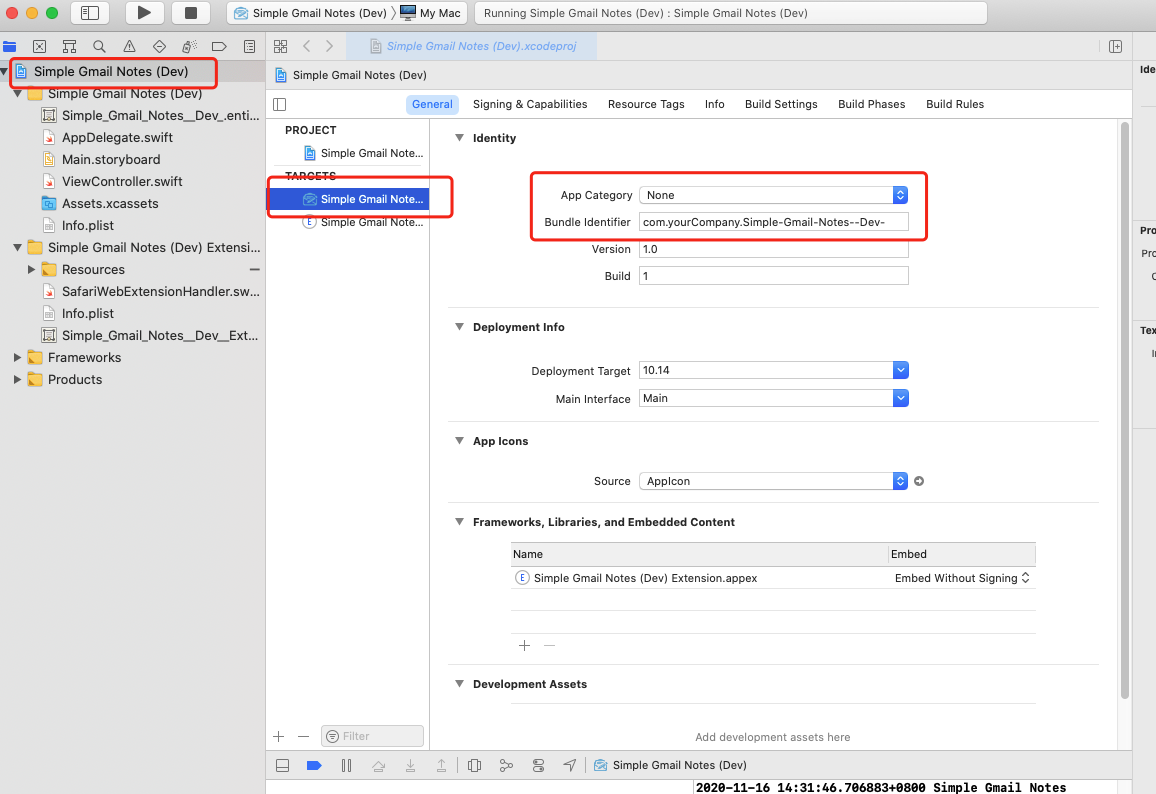 Simple Gmail Notes (Dev) My Mac
Running Simple Gmail Notes (Dev) : Simple Gmail Notes (Dev)
Simple Gmail Notes (Dev).xcodeproj
Simple Gmail Notes (Dev)
Simple Gmail Notes (Dev)
Simple_Gmail_Notes__Dev_.enti...
AppDelegate.swift
Main.storyboard
ViewController.swift
Assets.xcassets
Info.plist
Simple Gmail Notes (Dev) Extensi...
Resources
SafariWebExtensionHandler.sw...
Info.plist
Simple_Gmail_Notes__Dev__Ext...
Frameworks
Products
Simple Gmail Notes (Dev)
General Signing & Capabilities Resource Tags Info Build Settings Build Phases Build Rules
PROJECT
Simple Gmail Note...
TARGETS
Simple Gmail Note...
E Simple Gmail Note...
Filter
Identity
App Category None
Bundle Identifier com.yourCompany.Simple-Gmail-Notes--Dev-
Version 1.0
Build 1
Deployment Info
Deployment Target 10.14
Main Interface Main
App Icons
Source AppIcon
Frameworks, Libraries, and Embedded Content
Name Embed
E Simple Gmail Notes (Dev) Extension.appex Embed Without Signing
Development Assets
Add development assets here
Simple Gmail Notes (Dev)
2020-11-16 14:31:46.706883+0800 Simple Gmail Notes
Ide
Pro
Prc
Tex